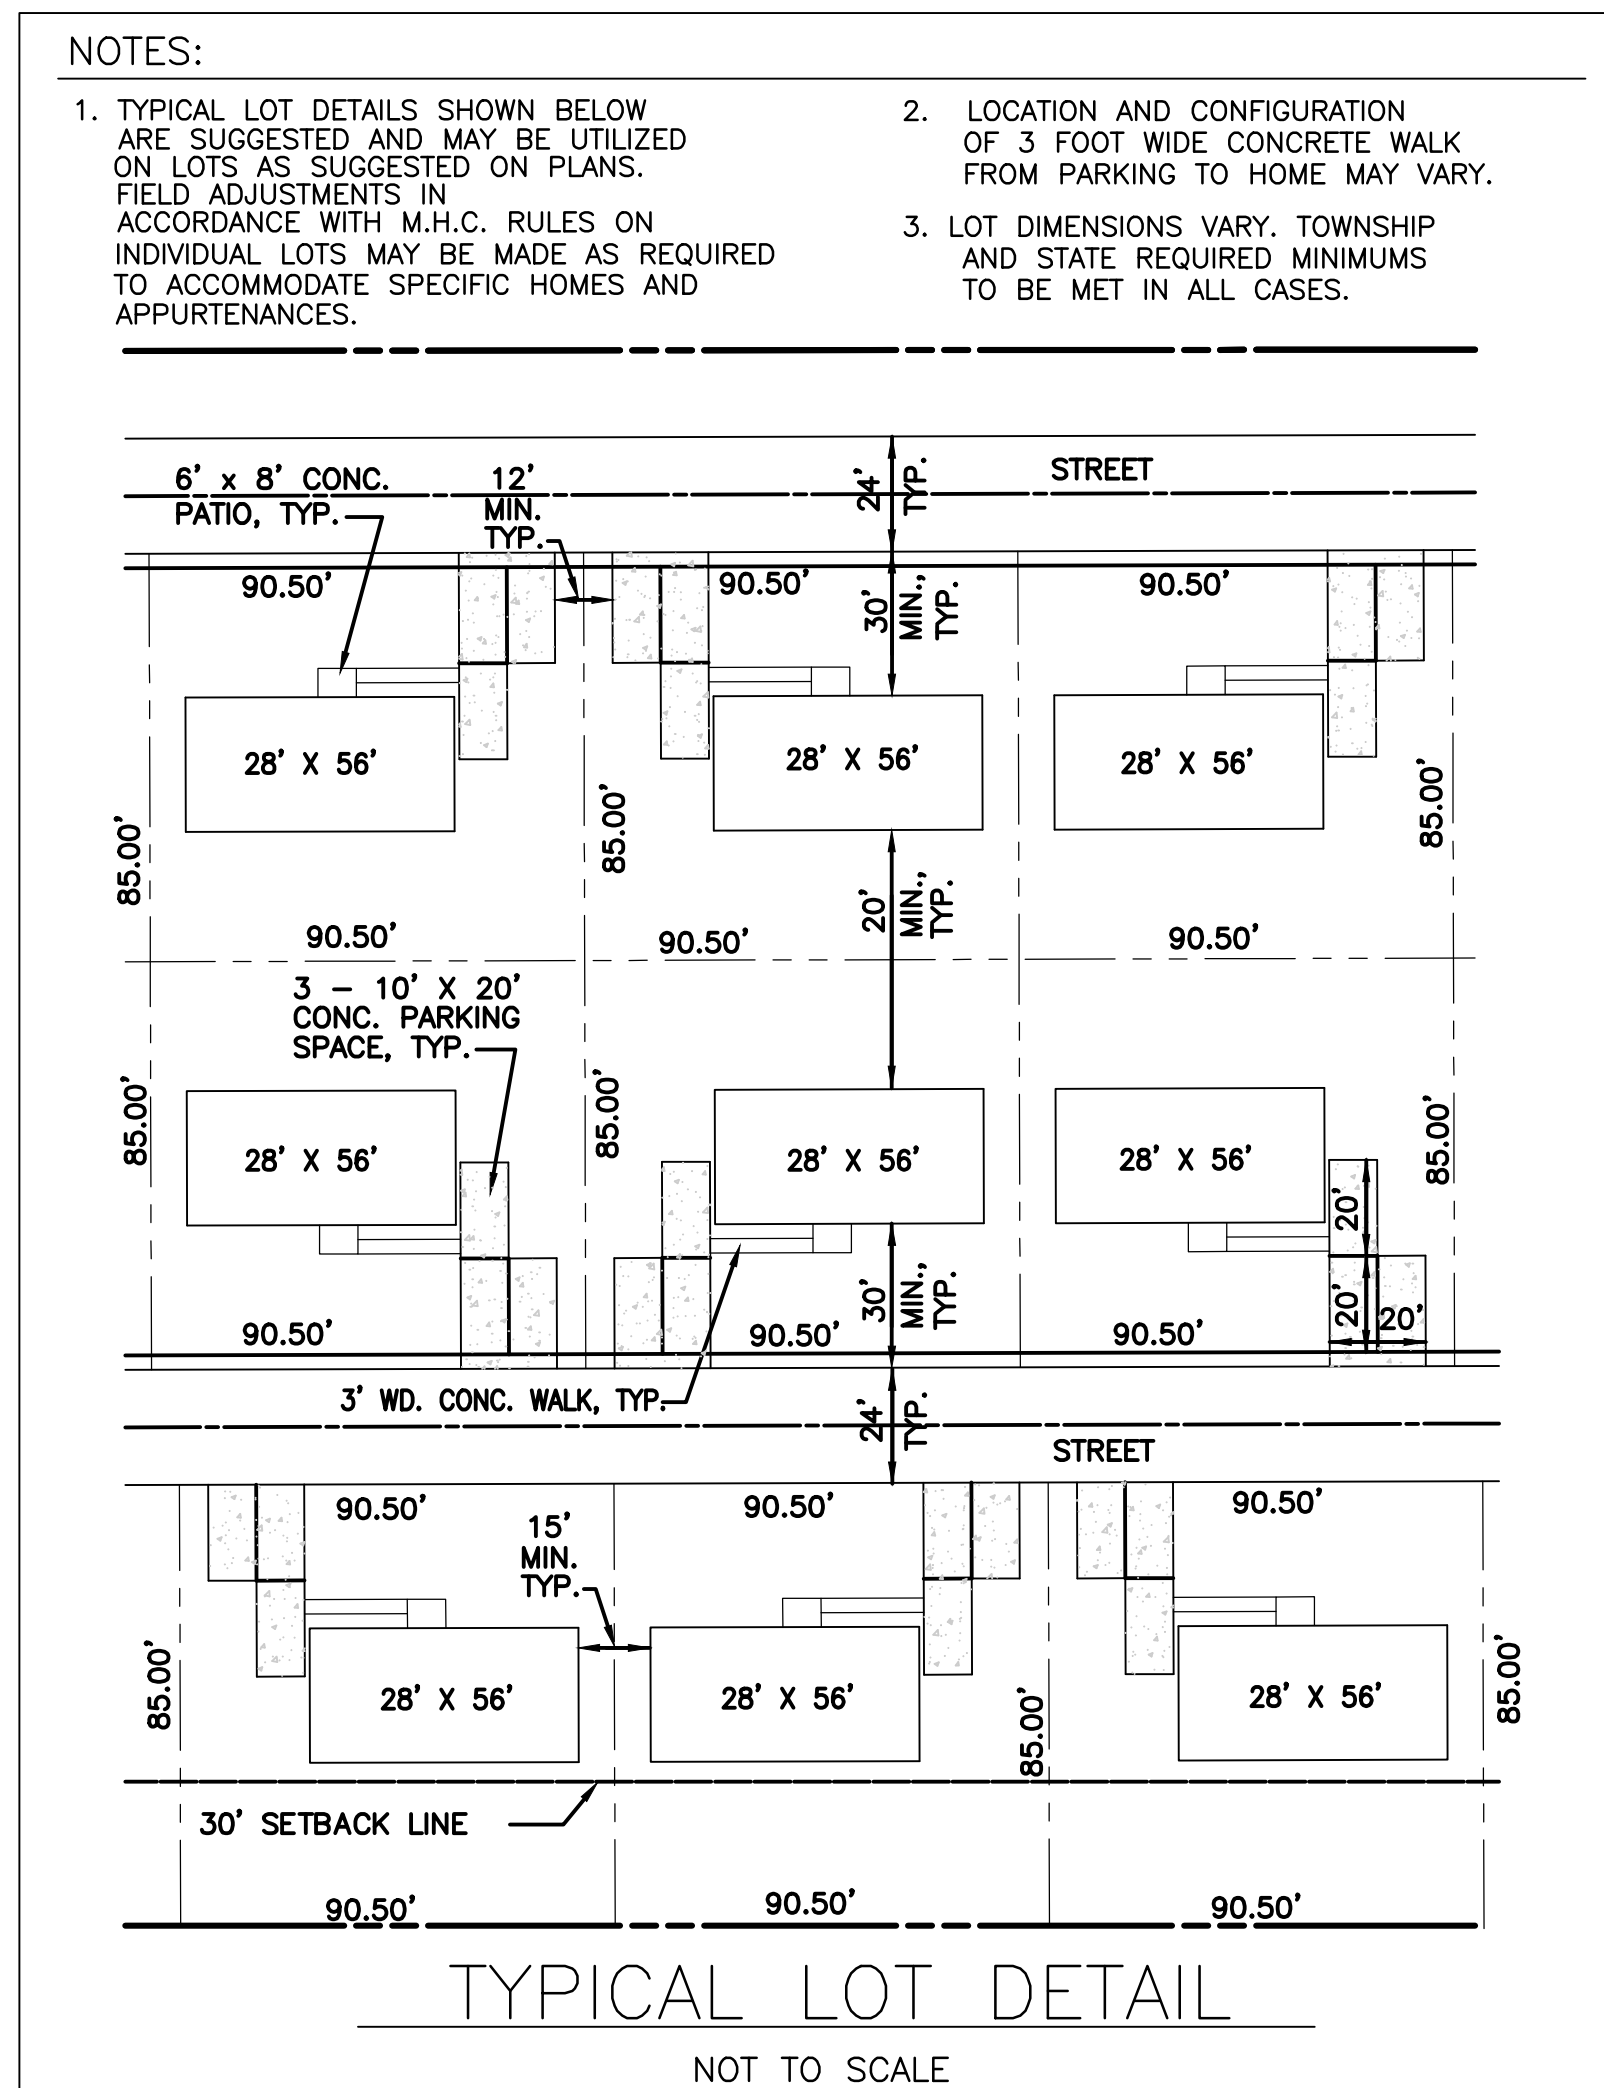 NOTES:
1. TYPICAL LOT DETAILS SHOWN BELOW
ARE SUGGESTED AND MAY BE UTILIZED
ON LOTS AS SUGGESTED ON PLANS.
FIELD ADJUSTMENTS IN
ACCORDANCE WITH M.H.C. RULES ON
INDIVIDUAL LOTS MAY BE MADE AS REQUIRED
TO ACCOMMODATE SPECIFIC HOMES AND
APPURTENANCES.
2. LOCATION AND CONFIGURATION
OF 3 FOOT WIDE CONCRETE WALK
FROM PARKING TO HOME MAY VARY.
3. LOT DIMENSIONS VARY. TOWNSHIP
AND STATE REQUIRED MINIMUMS
TO BE MET IN ALL CASES.
6' x 8' CONC.
PATIO, TYP.
12'
MIN.
TYP.
24'
TYP.
STREET
90.50'
90.50'
90.50'
30'
MIN.,
TYP.
28' X 56'
28' X 56'
28' X 56'
85.00'
85.00'
85.00'
20'
MIN.,
TYP.
90.50'
90.50'
90.50'
3 – 10' X 20'
CONC. PARKING
SPACE, TYP.
85.00'
85.00'
85.00'
28' X 56'
28' X 56'
28' X 56'
20'
20'
20'
30'
MIN.,
TYP.
90.50'
90.50'
90.50'
3' WD. CONC. WALK, TYP.
24'
TYP.
STREET
90.50'
90.50'
90.50'
15'
MIN.
TYP.
85.00'
85.00'
85.00'
28' X 56'
28' X 56'
28' X 56'
30' SETBACK LINE
90.50'
90.50'
90.50'
TYPICAL LOT DETAIL
NOT TO SCALE